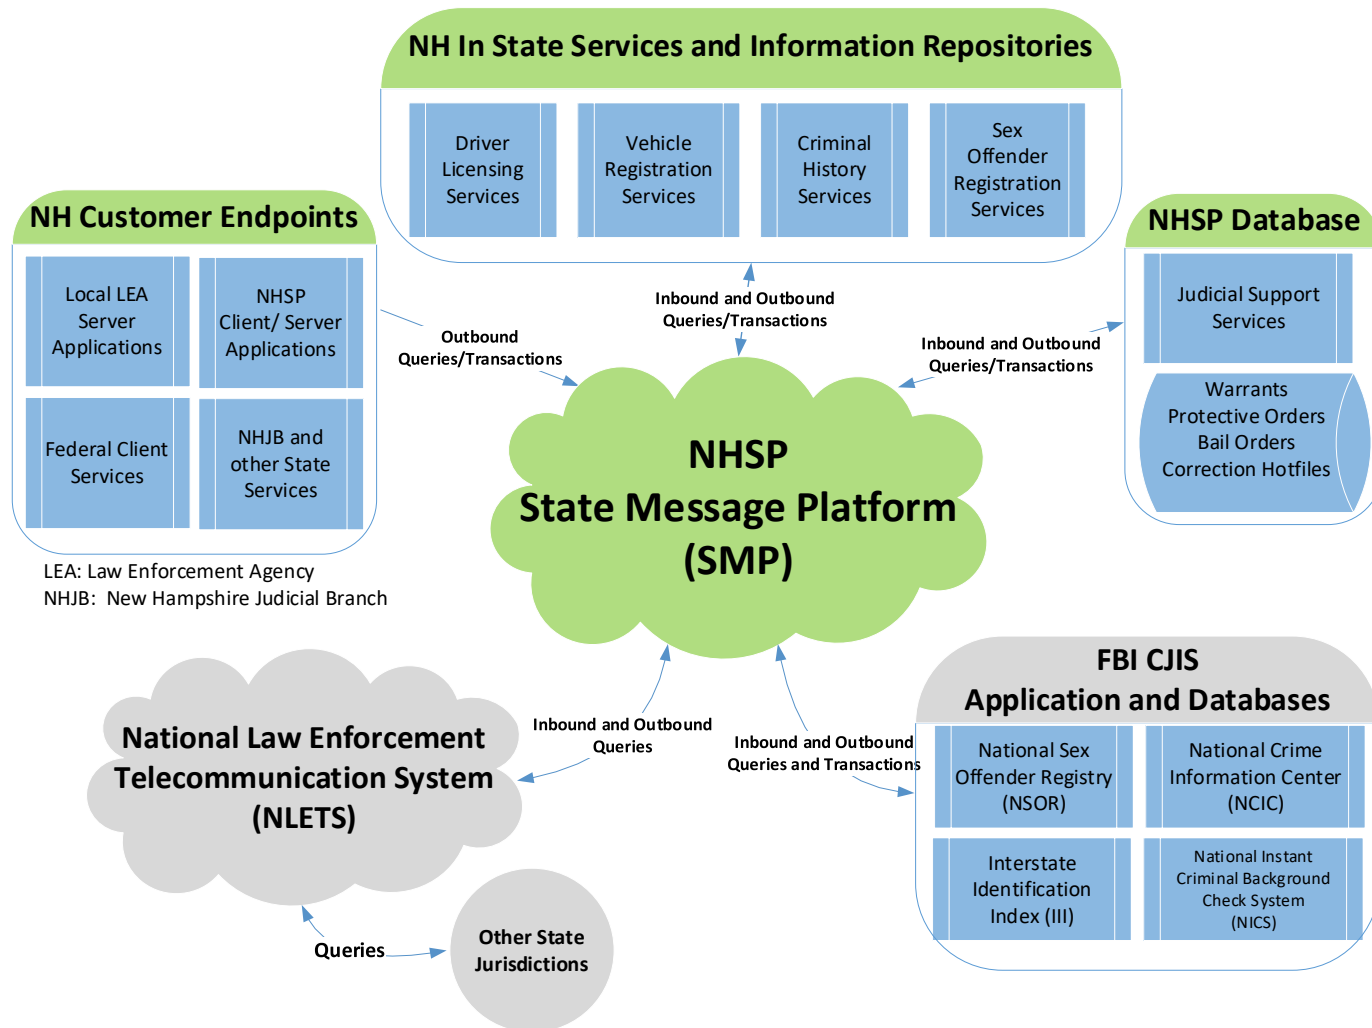 NH In State Services and Information Repositories
Driver
Licensing
Services
Vehicle
Registration
Services
Criminal
History
Services
Sex
Offender
Registration
Services
NH Customer Endpoints
Local LEA
Server
Applications
NHSP
Client/ Server
Applications
Federal Client
Services
NHJB and
other State
Services
LEA: Law Enforcement Agency
NHJB:  New Hampshire Judicial Branch
Outbound
Queries/Transactions
Inbound and Outbound
Queries/Transactions
Inbound and Outbound
Queries/Transactions
NHSP Database
Judicial Support
Services
Warrants
Protective Orders
Bail Orders
Correction Hotfiles
NHSP
State Message Platform
(SMP)
National Law Enforcement
Telecommunication System
(NLETS)
Inbound and Outbound
Queries
Inbound and Outbound
Queries and Transactions
Queries
Other State
Jurisdictions
FBI CJIS
Application and Databases
National Sex
Offender Registry
(NSOR)
National Crime
Information Center
(NCIC)
Interstate
Identification
Index (III)
National Instant
Criminal Background
Check System
(NICS)